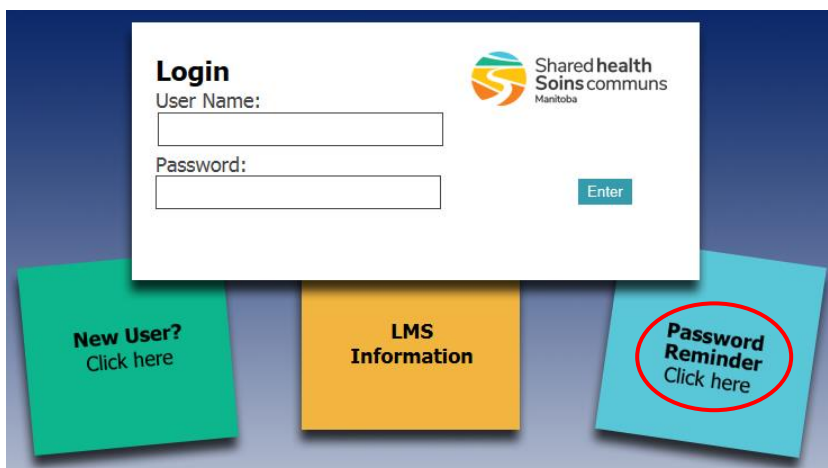 Login
User Name:
Password:
Shared health
Soins communs
Manitoba
Enter
New User?
Click here
LMS
Information
Password
Reminder
Click here